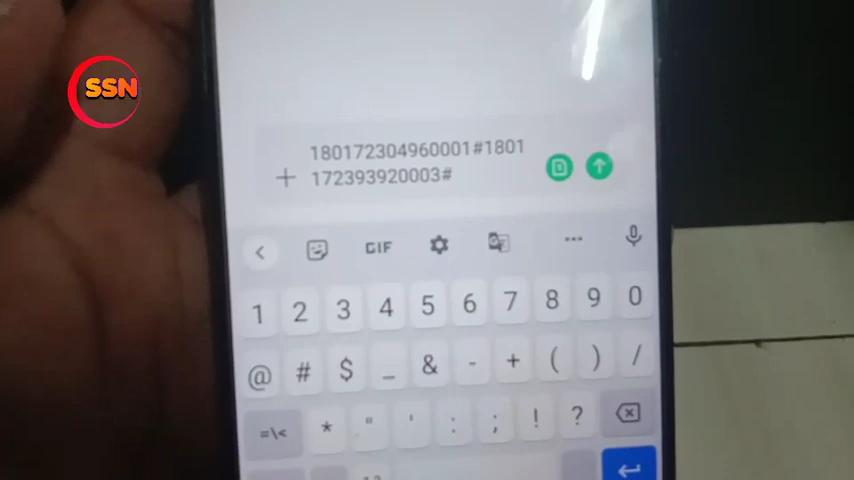 SSN
180172304960001#1801
172393920003#
GIF
1 2 3 4 5 6 7 8 9 0
@ # $ _ & - + ( ) /
=\< * " ' : ; ! ?